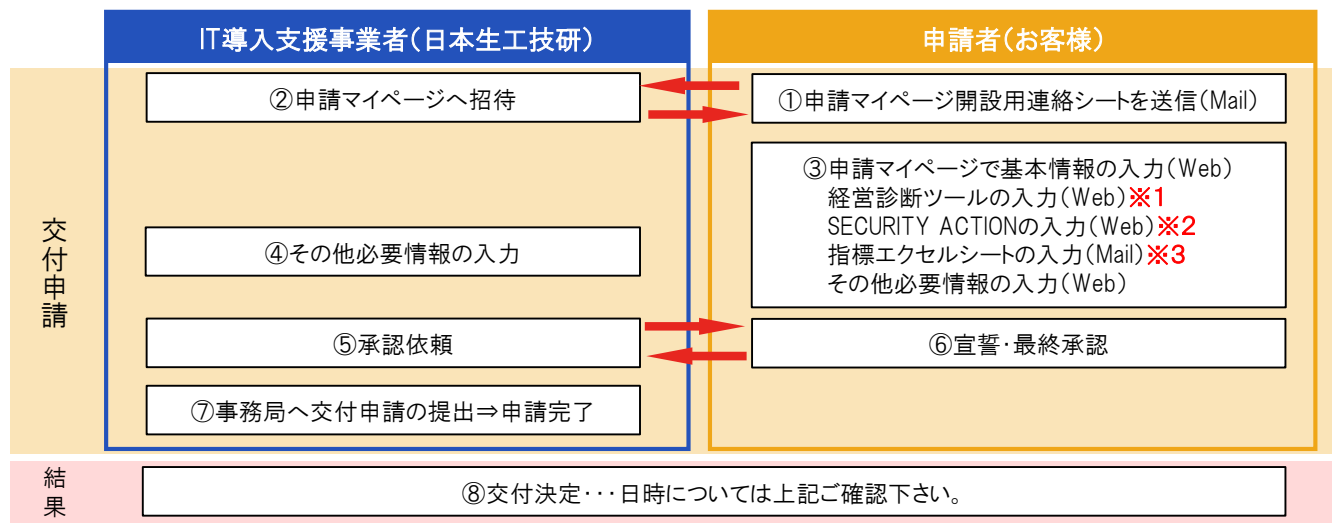 IT導入支援事業者（日本生工技研）
申請者（お客様）
交付申請
②申請マイページへ招待
①申請マイページ開設用連絡シートを送信（Mail）
③申請マイページで基本情報の入力（Web）
経営診断ツールの入力（Web）※1
SECURITY ACTIONの入力（Web）※2
指標エクセルシートの入力（Mail）※3
その他必要情報の入力（Web）
④その他必要情報の入力
⑤承認依頼
⑥宣誓・最終承認
⑦事務局へ交付申請の提出⇒申請完了
結果
⑧交付決定・・・日時については上記ご確認下さい。